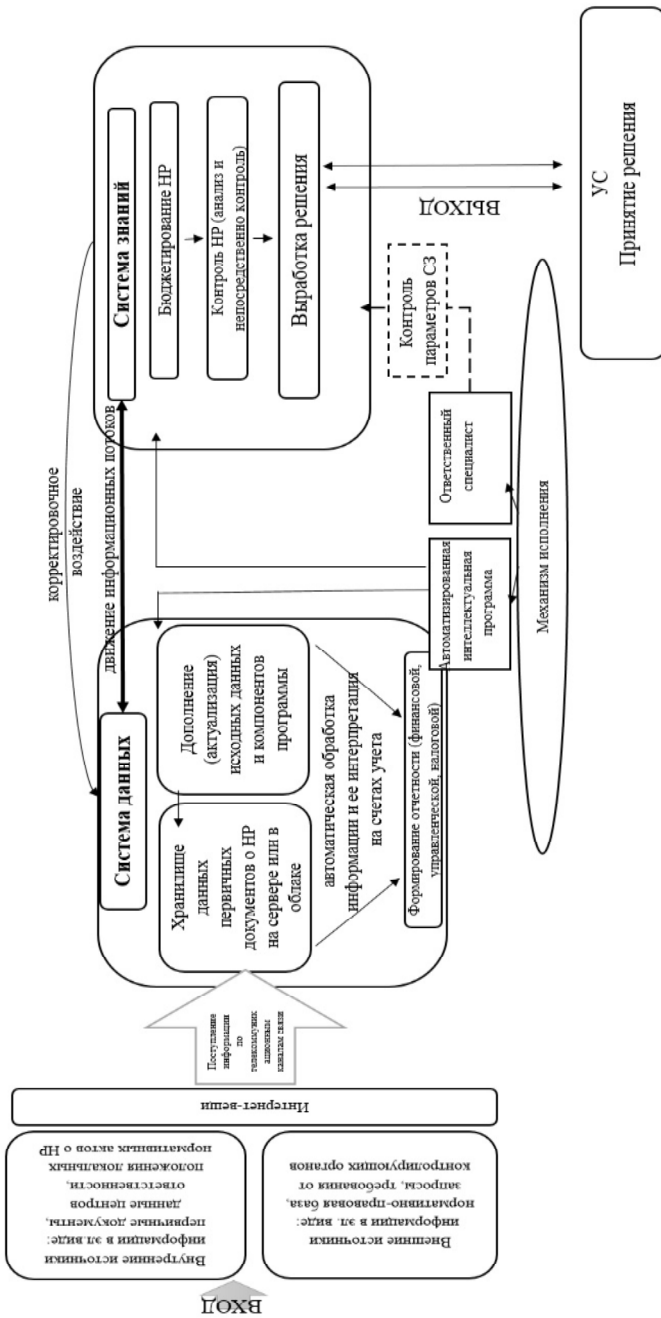 ВХОД
Внутренние источники
информации в эл.виде:
первичные документы,
данные центров
ответственности,
положения локальных
нормативных актов о НР
Внешние источники
информации в эл. виде:
нормативно-правовая база,
запросы, требования от
контролирующих органов
Интернет-вещи
Поступление
информации
по
телекоммуник
ационным
каналам связи
Система данных
Хранилище
данных
первичных
документов о НР
на сервере или в
облаке
Дополнение
(актуализация)
исходных данных
и компонентов
программы
автоматическая обработка
информации и ее интерпретация
на счетах учета
Формирование отчетности (финансовой,
управленческой, налоговой)
корректировочное
воздействие
движение информационных потоков
Система знаний
Бюджетирование НР
Контроль НР (анализ и
непосредственно контроль)
Выработка решения
Контроль
параметров СЗ
Автоматизированная
интеллектуальная
программа
Ответственный
специалист
Механизм исполнения
ВЫХОД
УС
Принятие решения